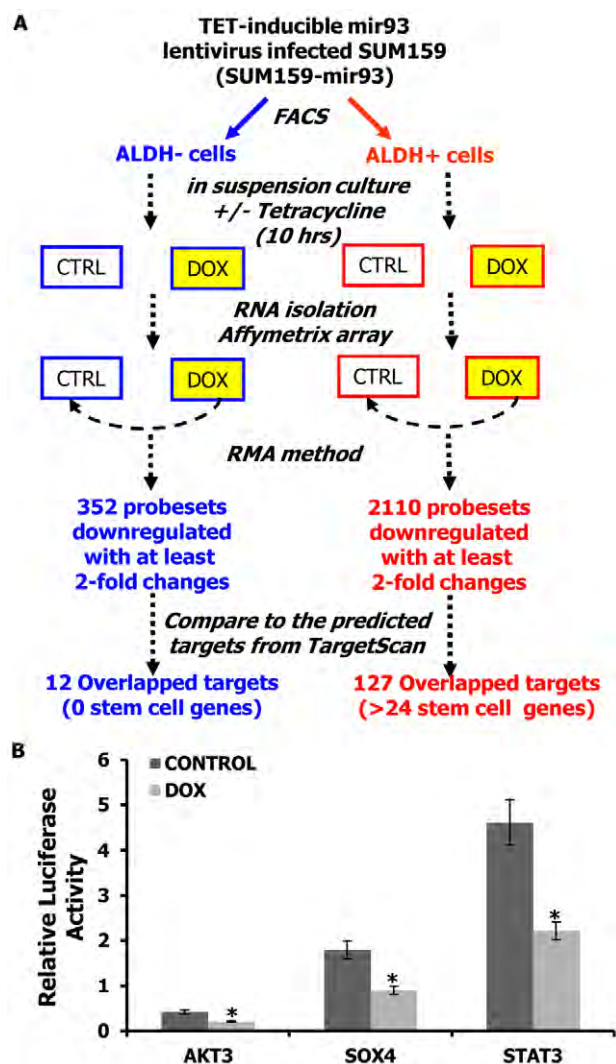 A
TET-inducible mir93
lentivirus infected SUM159
(SUM159-mir93)
FACS
ALDH- cells
ALDH+ cells
in suspension culture
+/- Tetracycline
(10 hrs)
CTRL
DOX
CTRL
DOX
RNA isolation
Affymetrix array
CTRL
DOX
CTRL
DOX
RMA method
352 probesets
downregulated
with at least
2-fold changes
2110 probesets
downregulated
with at least
2-fold changes
Compare to the predicted
targets from TargetScan
12 Overlapped targets
(0 stem cell genes)
127 Overlapped targets
(>24 stem cell genes)
B
CONTROL
DOX
Relative Luciferase
Activity
6
5
4
3
2
1
0
*
*
*
AKT3
SOX4
STAT3